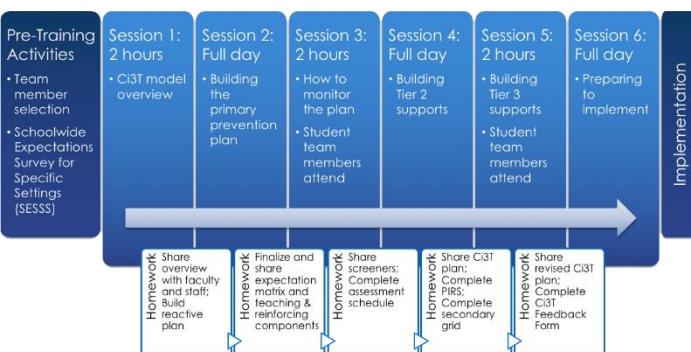 Pre-Training
Activities
• Team
member
selection
• Schoolwide
Expectations
Survey for
Specific
Settings
(SESSS)
Session 1:
2 hours
• Ci3T model
overview
Session 2:
Full day
• Building
the
primary
prevention
plan
Session 3:
2 hours
• How to
monitor
the plan
• Student
team
members
attend
Session 4:
Full day
• Building
Tier 2
supports
Session 5:
2 hours
• Building
Tier 3
supports
• Student
team
members
attend
Session 6:
Full day
• Preparing
to
implement
Implementation
Homework
Share
overview
with faculty
and staff;
Build
reactive
plan
Homework
Finalize and
share
expectation
matrix and
teaching &
reinforcing
components
Homework
Share
screeners;
Complete
assessment
schedule
Homework
Share Ci3T
plan;
Complete
PIRS;
Complete
secondary
grid
Homework
Share
revised Ci3T
plan;
Complete
Ci3T
Feedback
Form